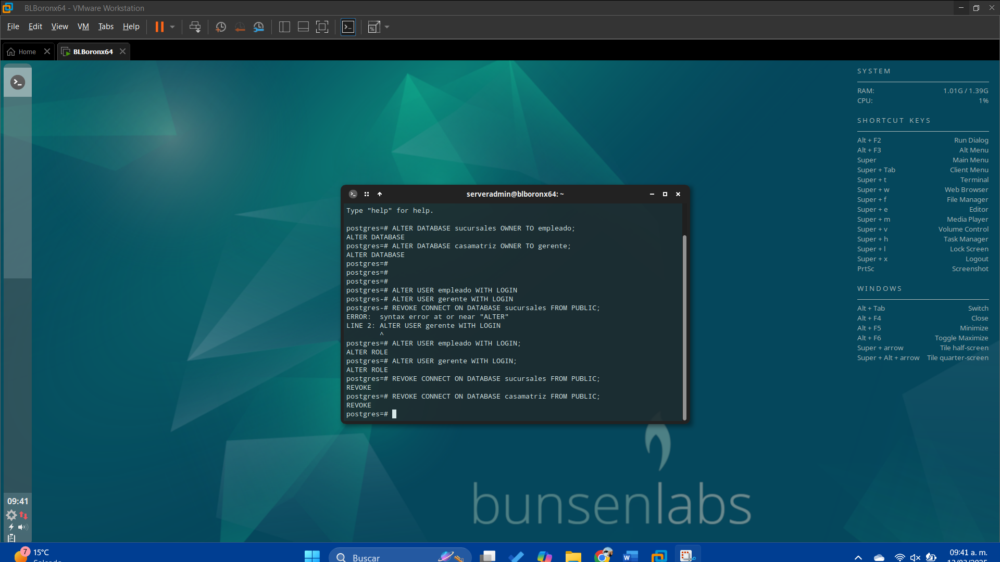 BLBoronx64 - VMware Workstation
File Edit View VM Tabs Help
Home BLBoronx64
SYSTEM
RAM: 1.01G / 1.39G
CPU: 1%
SHORTCUT KEYS
Alt + F2 Run Dialog
Alt + F3 Alt Menu
Super Main Menu
Super + Tab Client Menu
Super + t Terminal
Super + w Web Browser
Super + f File Manager
Super + e Editor
Super + m Media Player
Super + v Volume Control
Super + h Task Manager
Super + l Lock Screen
Super + x Logout
PrtSc Screenshot
WINDOWS
Alt + Tab Switch
Alt + F4 Close
Alt + F5 Minimize
Alt + F6 Toggle Maximize
Super + arrow Tile half-screen
Super + Alt + arrow Tile quarter-screen
serveradmin@blboronx64: ~
Type "help" for help.
postgres=# ALTER DATABASE sucursales OWNER TO empleado;
ALTER DATABASE
postgres=# ALTER DATABASE casamatriz OWNER TO gerente;
ALTER DATABASE
postgres=#
postgres=#
postgres=#
postgres=# ALTER USER empleado WITH LOGIN
postgres-# ALTER USER gerente WITH LOGIN
postgres-# REVOKE CONNECT ON DATABASE sucursales FROM PUBLIC;
ERROR:  syntax error at or near "ALTER"
LINE 2: ALTER USER gerente WITH LOGIN
^
postgres=# ALTER USER empleado WITH LOGIN;
ALTER ROLE
postgres=# ALTER USER gerente WITH LOGIN;
ALTER ROLE
postgres=# REVOKE CONNECT ON DATABASE sucursales FROM PUBLIC;
REVOKE
postgres=# REVOKE CONNECT ON DATABASE casamatriz FROM PUBLIC;
REVOKE
postgres=#
bunsenlabs
09:41
7
15°C
Buscar
09:41 a. m.